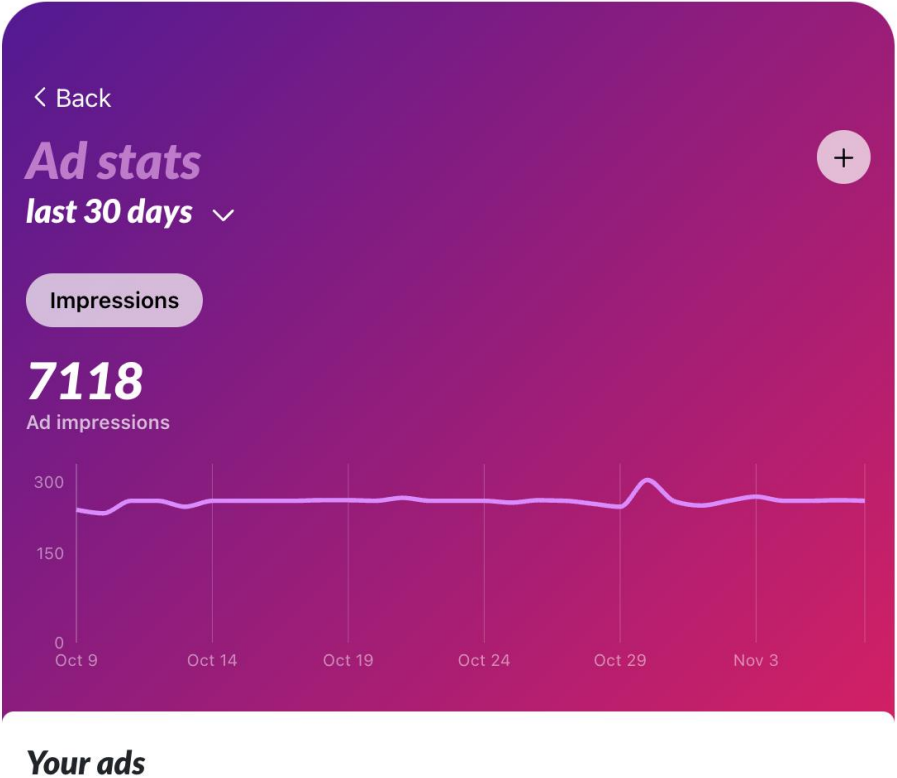 Back
Ad stats
last 30 days
Impressions
7118
Ad impressions
300
150
0
Oct 9 Oct 14 Oct 19 Oct 24 Oct 29 Nov 3
Your ads